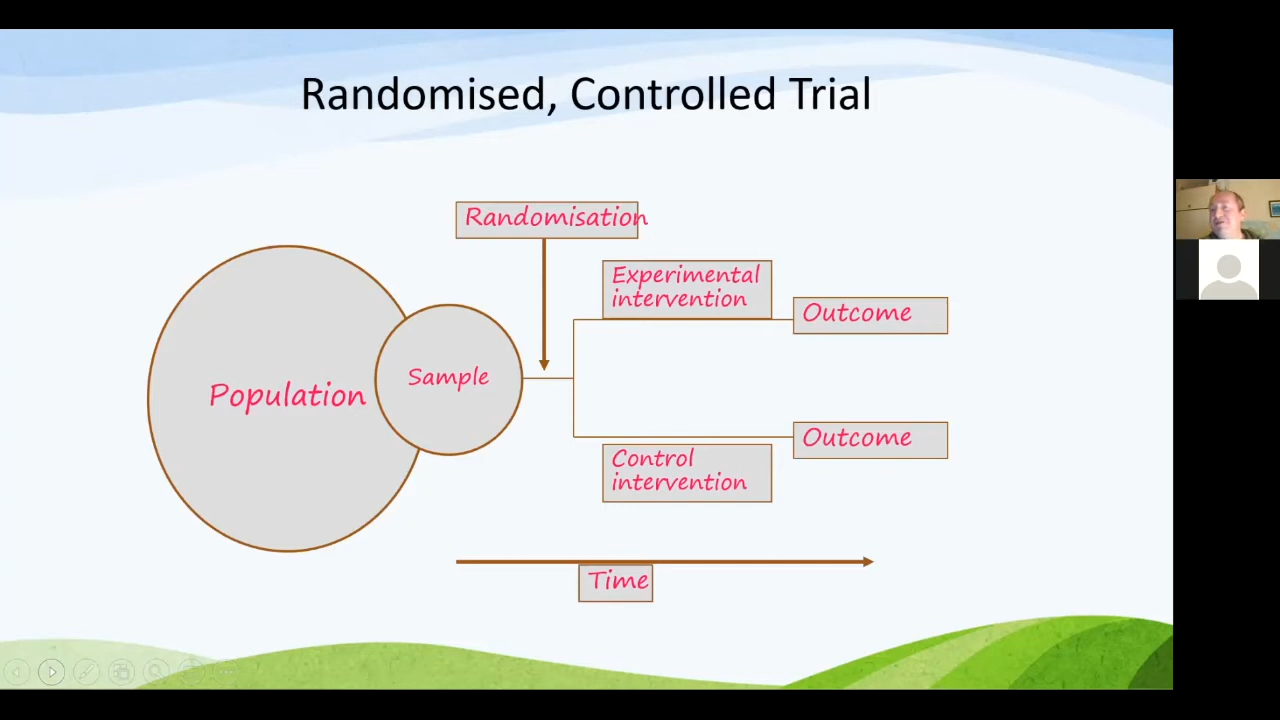 Randomised, Controlled Trial
Randomisation
Experimental
intervention
Outcome
Population
Sample
Outcome
Control
intervention
Time